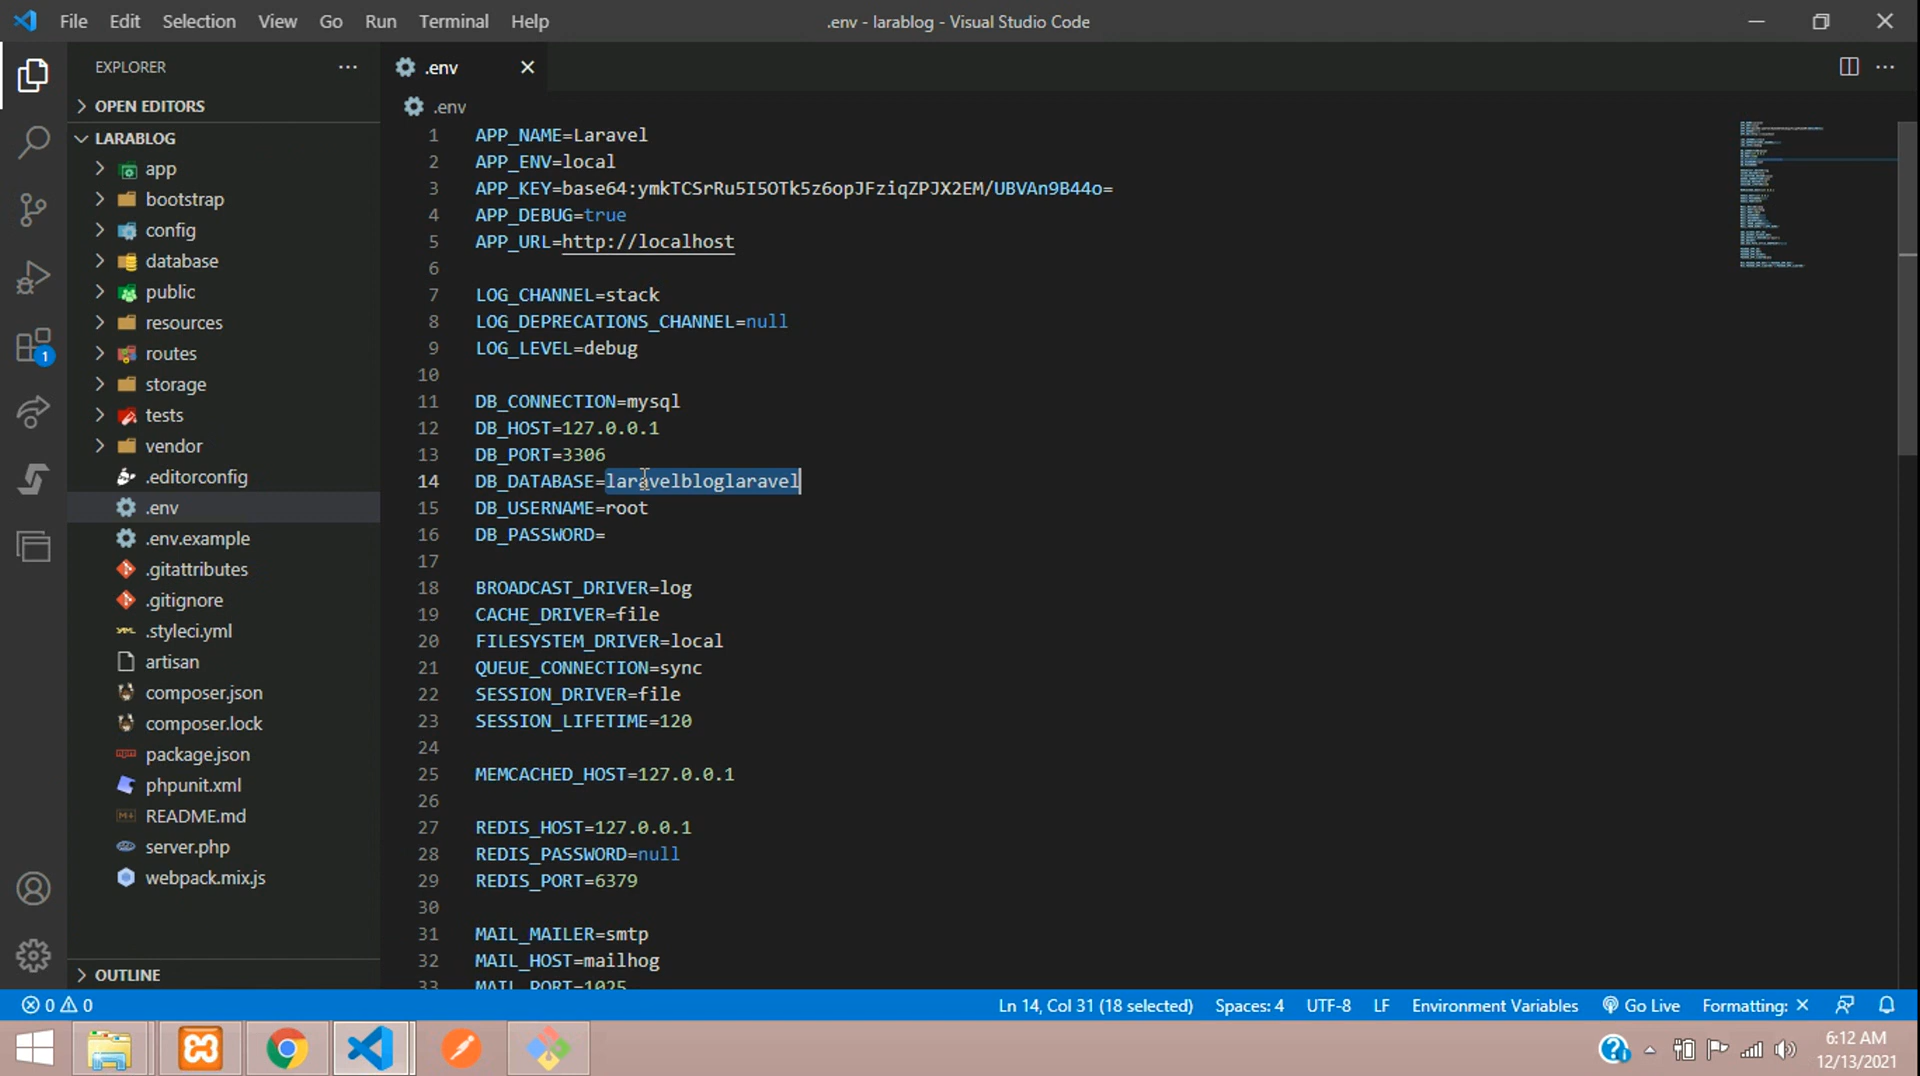 File Edit Selection View Go Run Terminal Help
.env - larablog - Visual Studio Code
EXPLORER
OPEN EDITORS
LARABLOG
app
bootstrap
config
database
public
resources
routes
storage
tests
vendor
.editorconfig
.env
.env.example
.gitattributes
.gitignore
.styleci.yml
artisan
composer.json
composer.lock
package.json
phpunit.xml
README.md
server.php
webpack.mix.js
OUTLINE
1
.env
.env
1 APP_NAME=Laravel
2 APP_ENV=local
3 APP_KEY=base64:ymkTCSrRu5I5OTk5z6opJFziqZPJX2EM/UBVAn9B44o=
4 APP_DEBUG=true
5 APP_URL=http://localhost
6
7 LOG_CHANNEL=stack
8 LOG_DEPRECATIONS_CHANNEL=null
9 LOG_LEVEL=debug
10
11 DB_CONNECTION=mysql
12 DB_HOST=127.0.0.1
13 DB_PORT=3306
14 DB_DATABASE=laravelbloglaravel
15 DB_USERNAME=root
16 DB_PASSWORD=
17
18 BROADCAST_DRIVER=log
19 CACHE_DRIVER=file
20 FILESYSTEM_DRIVER=local
21 QUEUE_CONNECTION=sync
22 SESSION_DRIVER=file
23 SESSION_LIFETIME=120
24
25 MEMCACHED_HOST=127.0.0.1
26
27 REDIS_HOST=127.0.0.1
28 REDIS_PASSWORD=null
29 REDIS_PORT=6379
30
31 MAIL_MAILER=smtp
32 MAIL_HOST=mailhog
33 MAIL_PORT=1025
0 0
Ln 14, Col 31 (18 selected) Spaces: 4 UTF-8 LF Environment Variables Go Live Formatting: ×
6:12 AM
12/13/2021